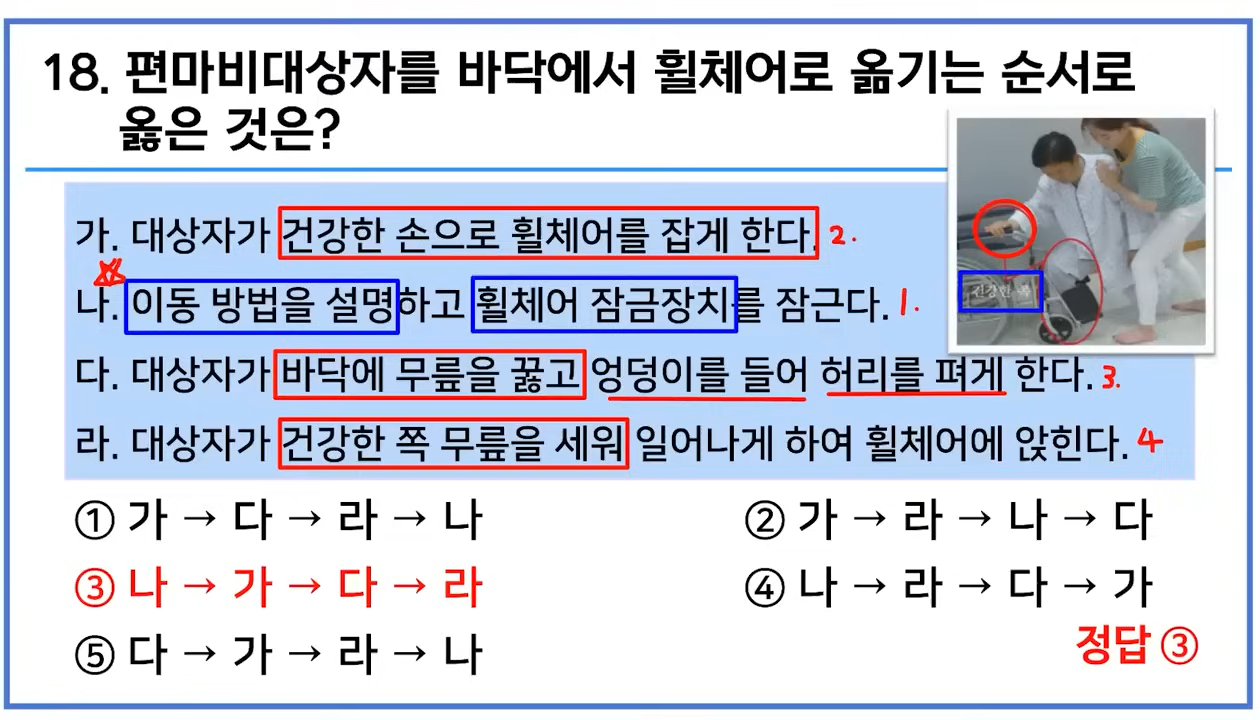 18. 편마비대상자를 바닥에서 휠체어로 옮기는 순서로
옳은 것은?
가. 대상자가 건강한 손으로 휠체어를 잡게 한다. 2.
나. 이동 방법을 설명하고 휠체어 잠금장치를 잠근다. 1.
건강한 쪽
다. 대상자가 바닥에 무릎을 꿇고 엉덩이를 들어 허리를 펴게 한다. 3.
라. 대상자가 건강한 쪽 무릎을 세워 일어나게 하여 휠체어에 앉힌다. 4
① 가 → 다 → 라 → 나
② 가 → 라 → 나 → 다
③ 나 → 가 → 다 → 라
④ 나 → 라 → 다 → 가
⑤ 다 → 가 → 라 → 나
정답 ③